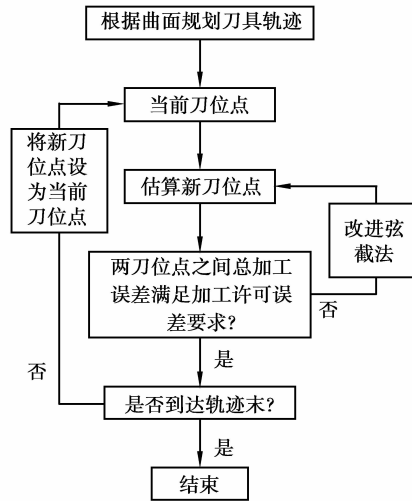 根据曲面规划刀具轨迹
当前刀位点
将新刀
位点设
为当前
刀位点
估算新刀位点
改进弦
截法
两刀位点之间总加工
误差满足加工许可误
差要求?
否
是
否
是否到达轨迹末?
是
结束